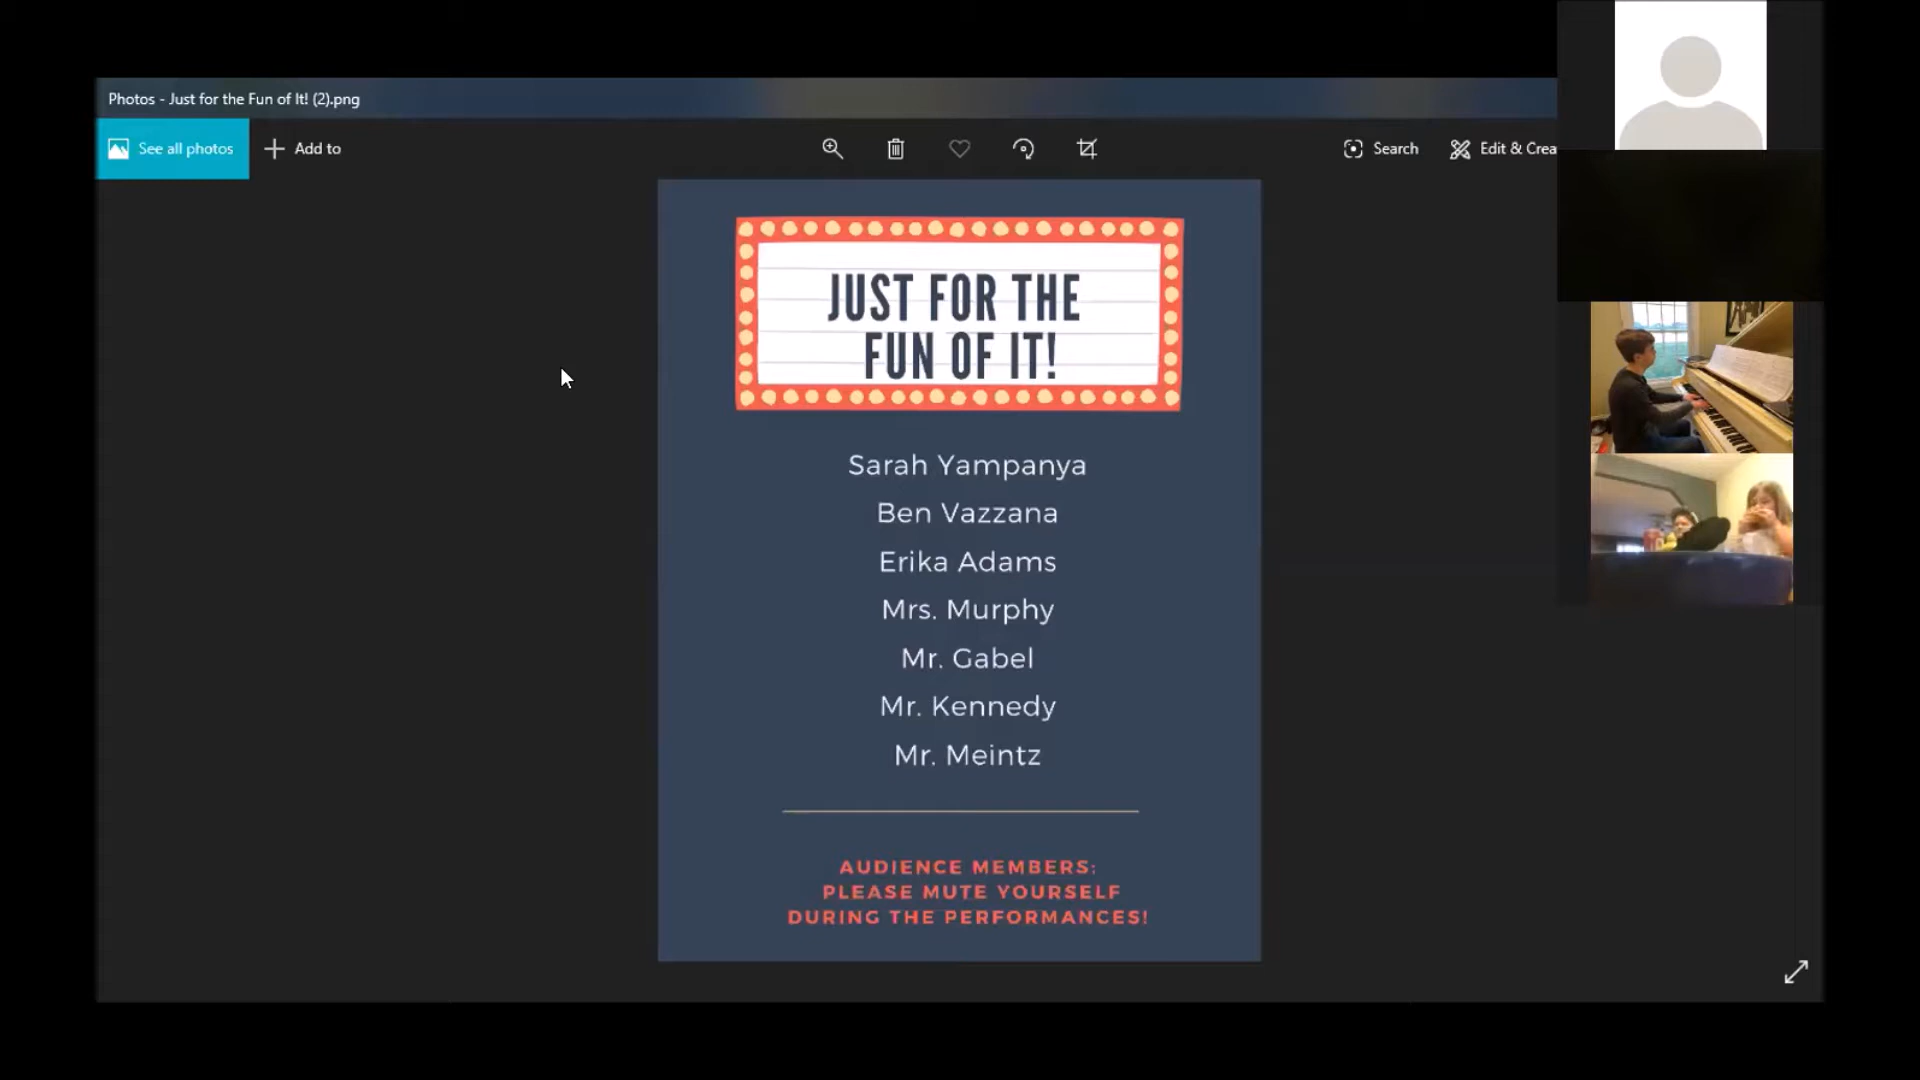 Photos - Just for the Fun of It! (2).png
See all photos
Add to
Search
Edit & Crea
JUST FOR THE
FUN OF IT!
Sarah Yampanya
Ben Vazzana
Erika Adams
Mrs. Murphy
Mr. Gabel
Mr. Kennedy
Mr. Meintz
AUDIENCE MEMBERS:
PLEASE MUTE YOURSELF
DURING THE PERFORMANCES!